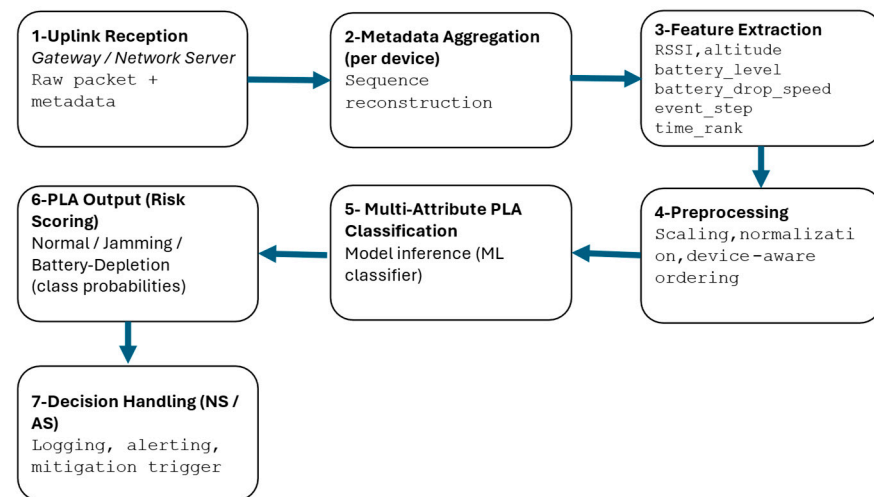 1-Uplink Reception
Gateway / Network Server
Raw packet +
metadata
2-Metadata Aggregation
(per device)
Sequence
reconstruction
3-Feature Extraction
RSSI,altitude
battery_level
battery_drop_speed
event_step
time_rank
4-Preprocessing
Scaling,normalizati
on,device-aware
ordering
5- Multi-Attribute PLA
Classification
Model inference (ML
classifier)
6-PLA Output (Risk
Scoring)
Normal / Jamming /
Battery-Depletion
(class probabilities)
7-Decision Handling (NS /
AS)
Logging, alerting,
mitigation trigger